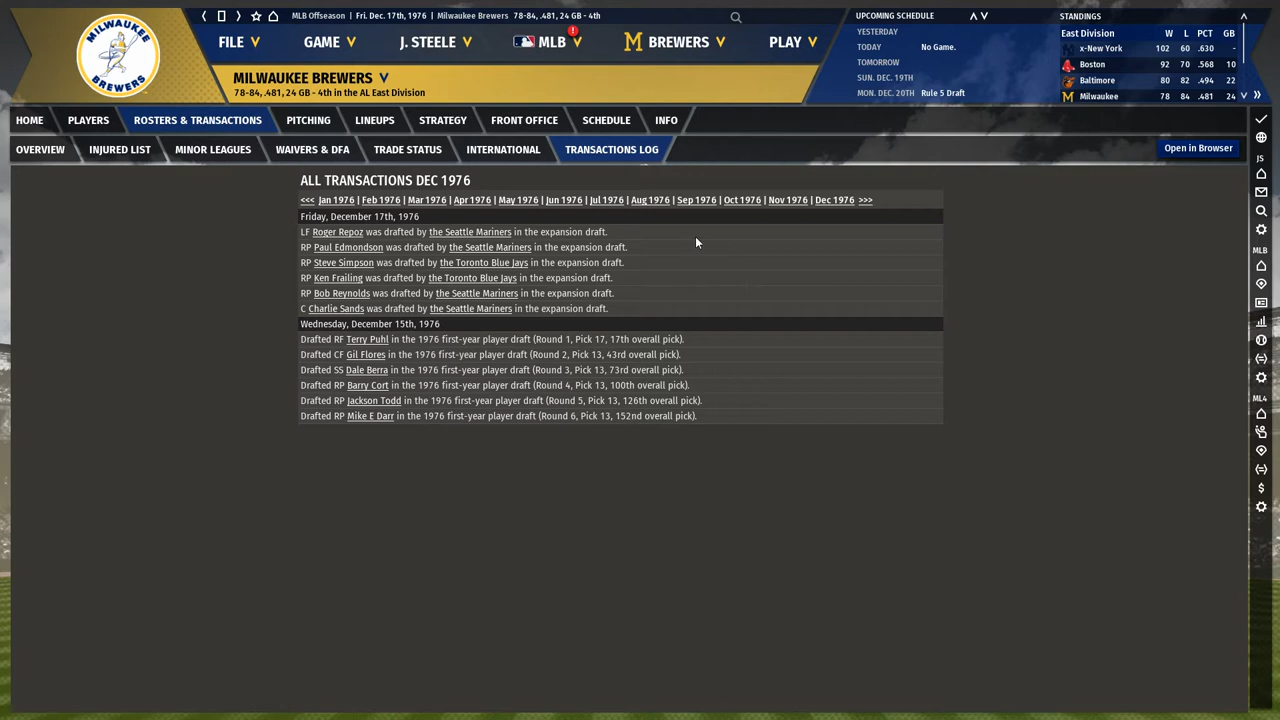 MLB Offseason | Fri. Dec. 17th, 1976 | Milwaukee Brewers 78-84, .481, 24 GB - 4th
FILE GAME J. STEELE MLB BREWERS PLAY
MILWAUKEE BREWERS
MILWAUKEE BREWERS
78-84, .481, 24 GB - 4th in the AL East Division
UPCOMING SCHEDULE
YESTERDAY
TODAY No Game.
TOMORROW
SUN. DEC. 19TH
MON. DEC. 20TH Rule 5 Draft
STANDINGS
East Division W L PCT GB
x-New York 102 60 .630 -
Boston 92 70 .568 10
Baltimore 80 82 .494 22
Milwaukee 78 84 .481 24
HOME PLAYERS ROSTERS & TRANSACTIONS PITCHING LINEUPS STRATEGY FRONT OFFICE SCHEDULE INFO
OVERVIEW INJURED LIST MINOR LEAGUES WAIVERS & DFA TRADE STATUS INTERNATIONAL TRANSACTIONS LOG Open in Browser
ALL TRANSACTIONS DEC 1976
<<< Jan 1976 | Feb 1976 | Mar 1976 | Apr 1976 | May 1976 | Jun 1976 | Jul 1976 | Aug 1976 | Sep 1976 | Oct 1976 | Nov 1976 | Dec 1976 >>>
Friday, December 17th, 1976
LF Roger Repoz was drafted by the Seattle Mariners in the expansion draft.
RP Paul Edmondson was drafted by the Seattle Mariners in the expansion draft.
RP Steve Simpson was drafted by the Toronto Blue Jays in the expansion draft.
RP Ken Frailing was drafted by the Toronto Blue Jays in the expansion draft.
RP Bob Reynolds was drafted by the Seattle Mariners in the expansion draft.
C Charlie Sands was drafted by the Seattle Mariners in the expansion draft.
Wednesday, December 15th, 1976
Drafted RF Terry Puhl in the 1976 first-year player draft (Round 1, Pick 17, 17th overall pick).
Drafted CF Gil Flores in the 1976 first-year player draft (Round 2, Pick 13, 43rd overall pick).
Drafted SS Dale Berra in the 1976 first-year player draft (Round 3, Pick 13, 73rd overall pick).
Drafted RP Barry Cort in the 1976 first-year player draft (Round 4, Pick 13, 100th overall pick).
Drafted RP Jackson Todd in the 1976 first-year player draft (Round 5, Pick 13, 126th overall pick).
Drafted RP Mike E Darr in the 1976 first-year player draft (Round 6, Pick 13, 152nd overall pick).
JS
MLB
ML4